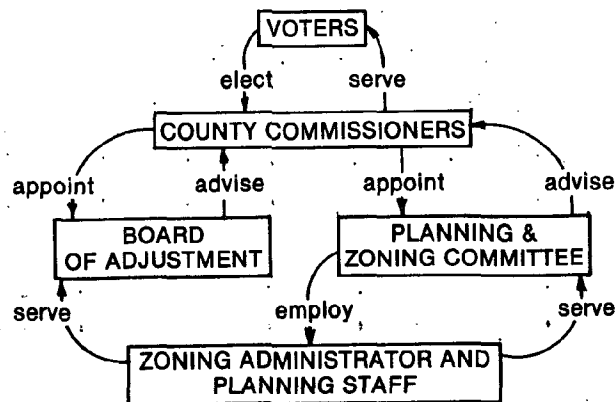 VOTERS
elect serve
COUNTY COMMISSIONERS
appoint advise appoint advise
BOARD
OF ADJUSTMENT
PLANNING &
ZONING COMMITTEE
serve employ serve
ZONING ADMINISTRATOR AND
PLANNING STAFF